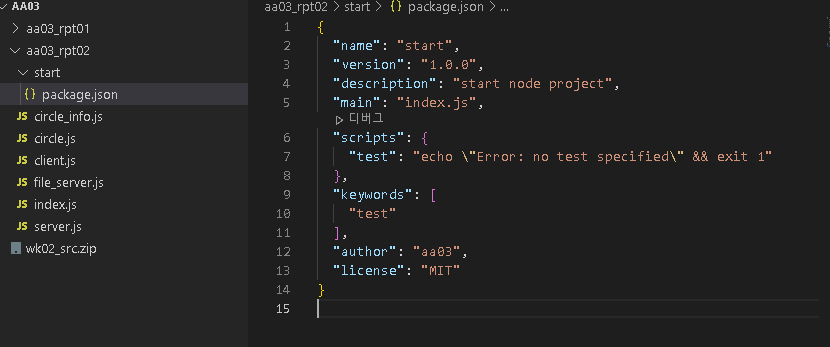 AA03
aa03_rpt01
aa03_rpt02
start
{} package.json
JS circle_info.js
JS circle.js
JS client.js
JS file_server.js
JS index.js
JS server.js
wk02_src.zip
aa03_rpt02 > start > {} package.json > ...
1 {
2 "name": "start",
3 "version": "1.0.0",
4 "description": "start node project",
5 "main": "index.js",
디버그
6 "scripts": {
7 "test": "echo \"Error: no test specified\" && exit 1"
8 },
9 "keywords": [
10 "test"
11 ],
12 "author": "aa03",
13 "license": "MIT"
14 }
15